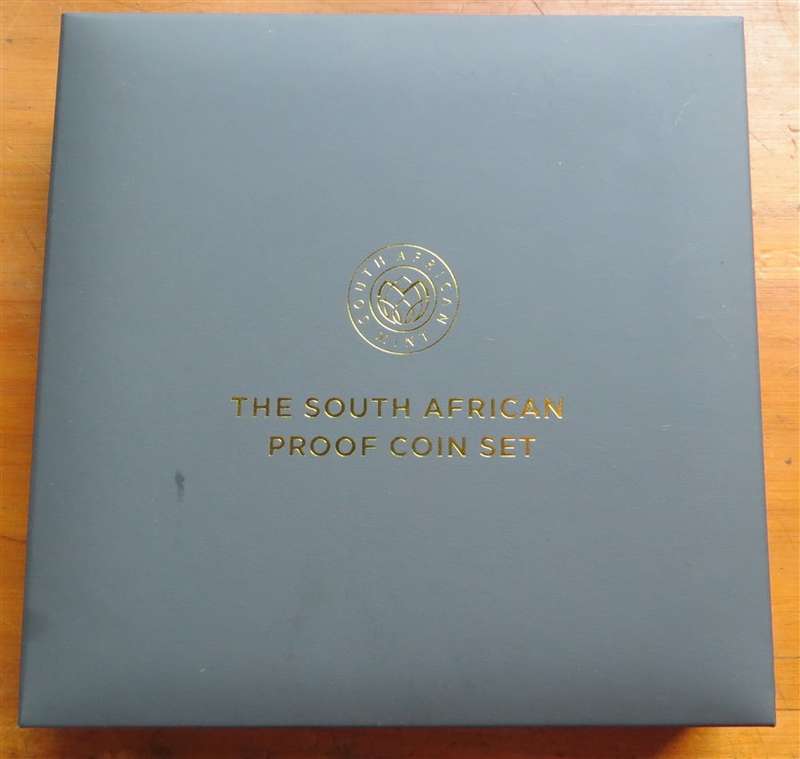 SOUTH AFRICAN
MINT
THE SOUTH AFRICAN
PROOF COIN SET